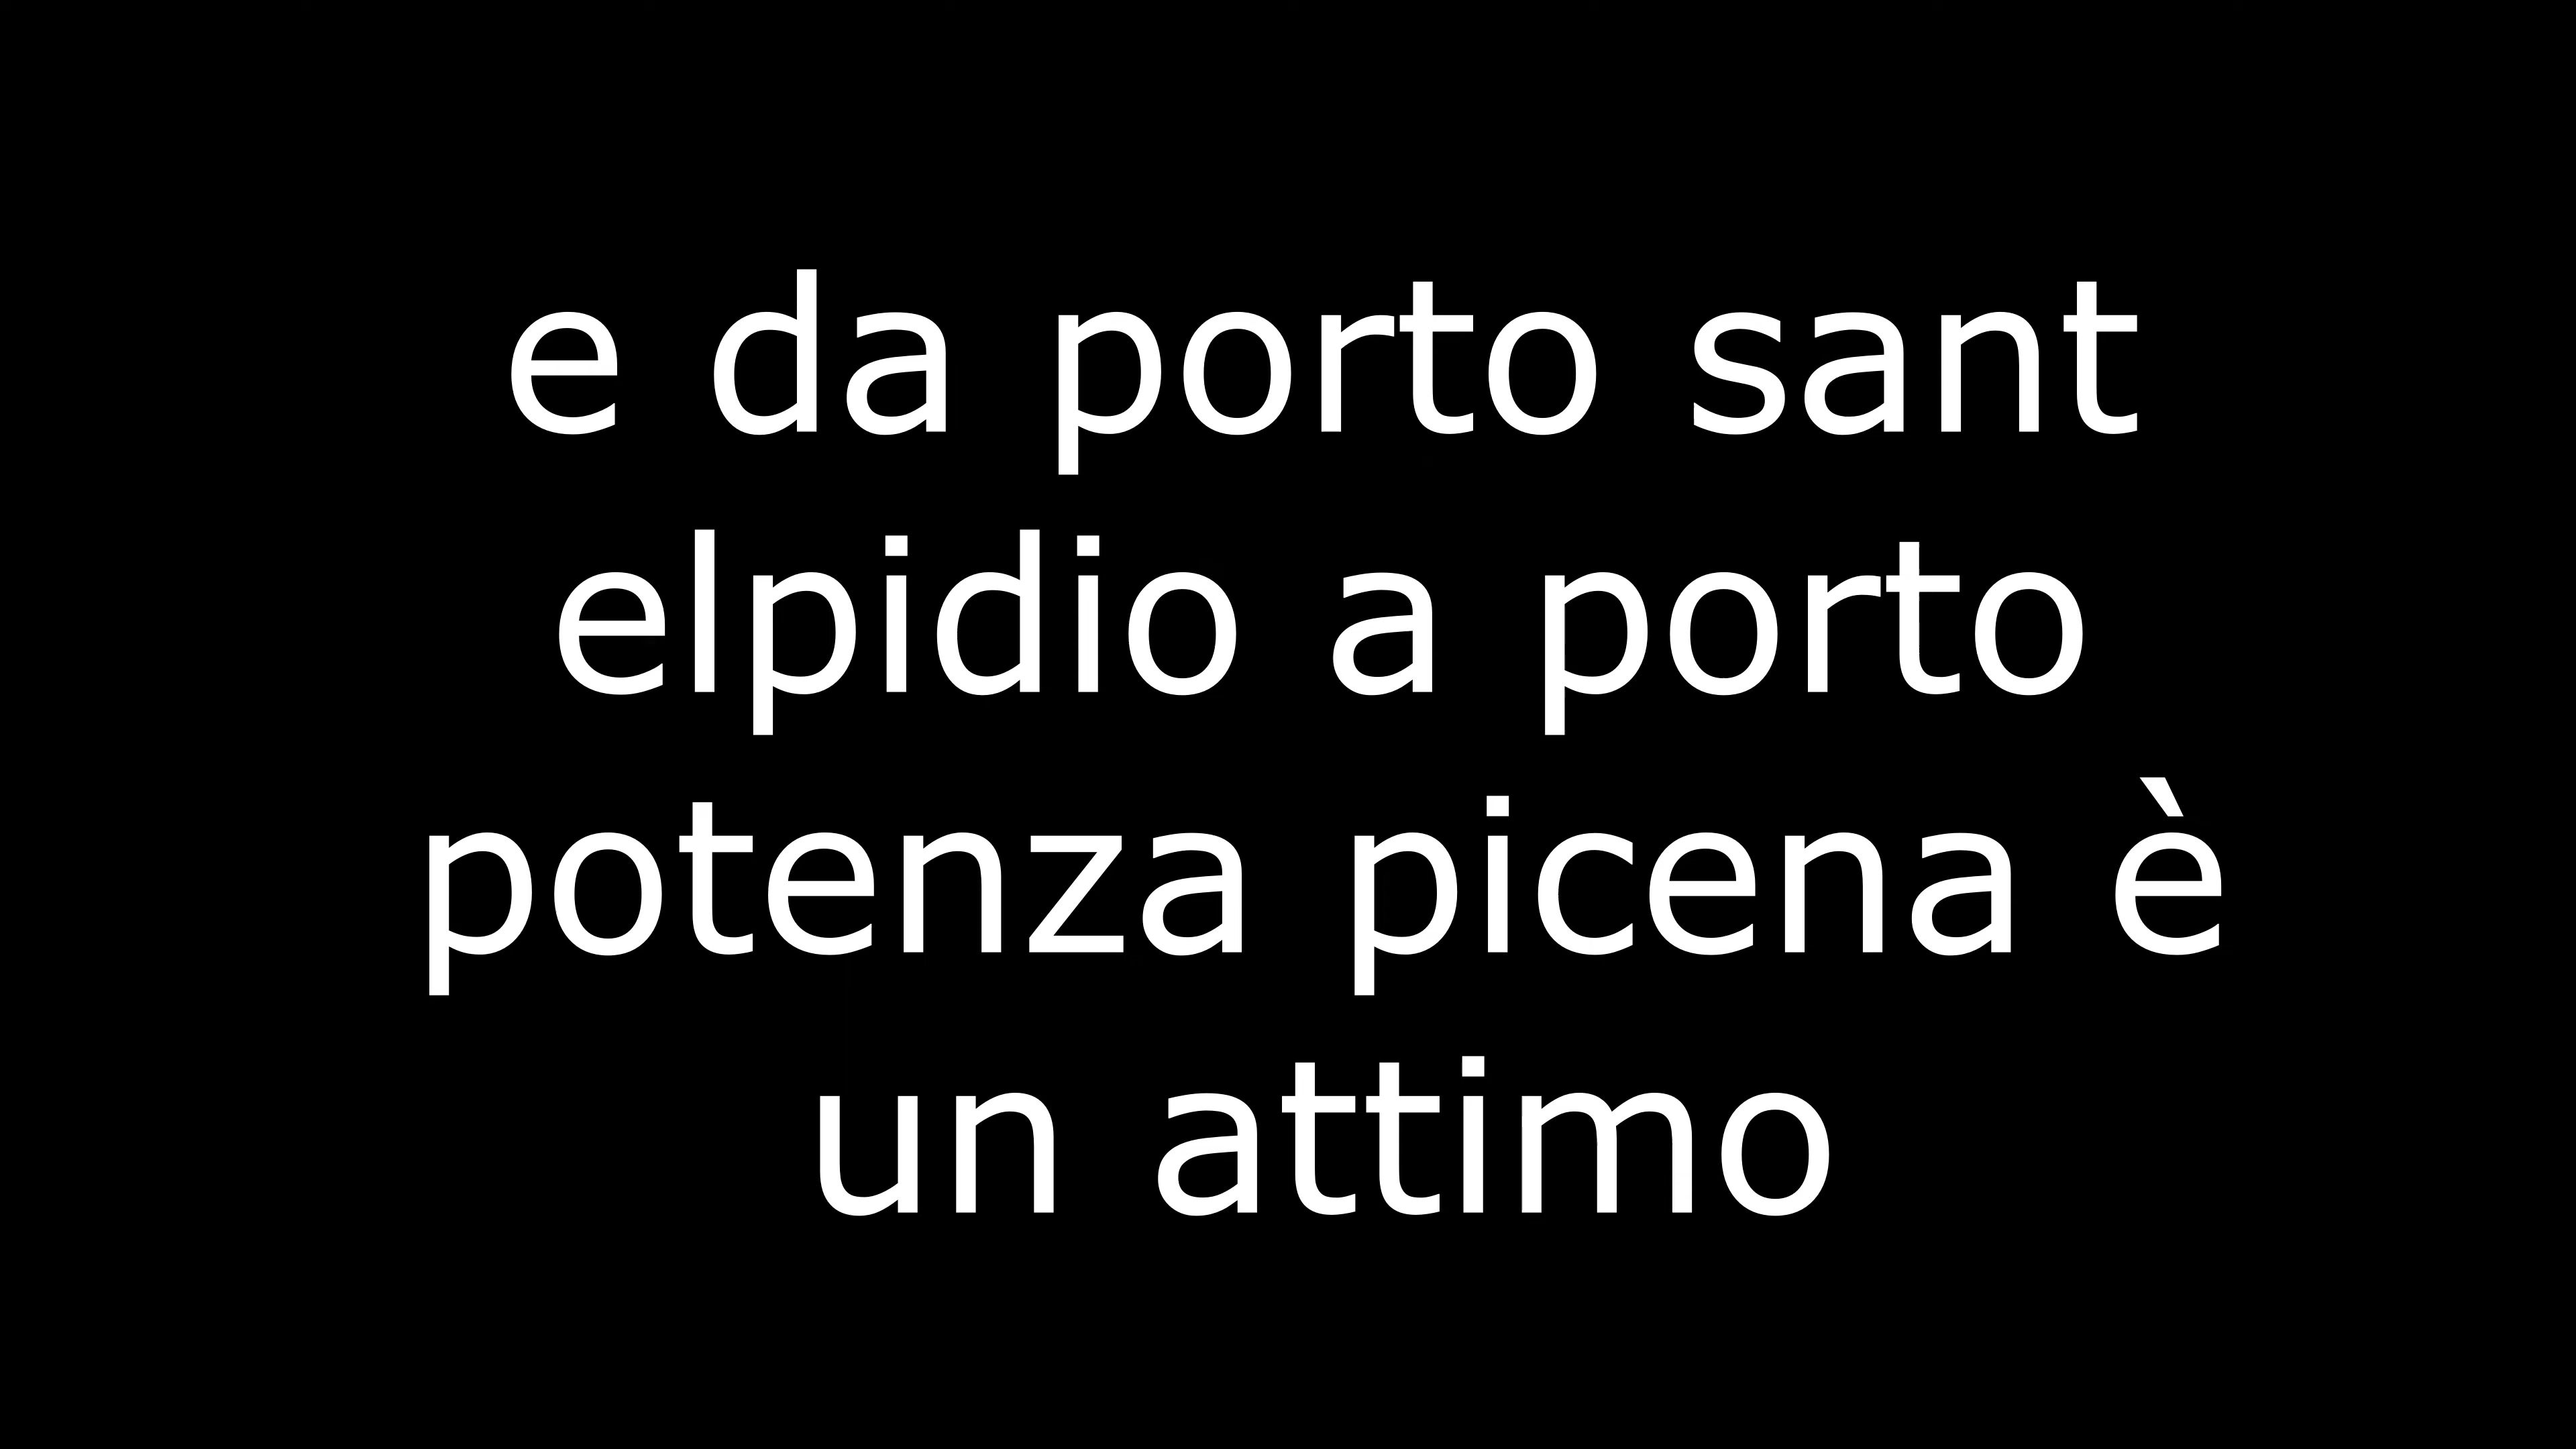 e da porto sant
elpidio a porto
potenza picena è
un attimo